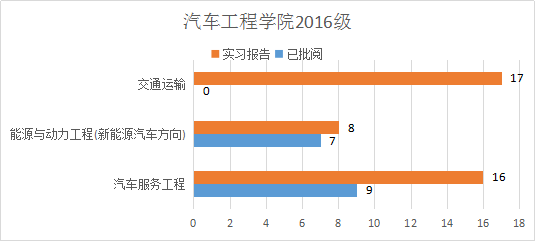 汽车工程学院2016级
实习报告 已批阅
交通运输 17
0
能源与动力工程(新能源汽车方向) 8
7
汽车服务工程 16
9
0 2 4 6 8 10 12 14 16 18